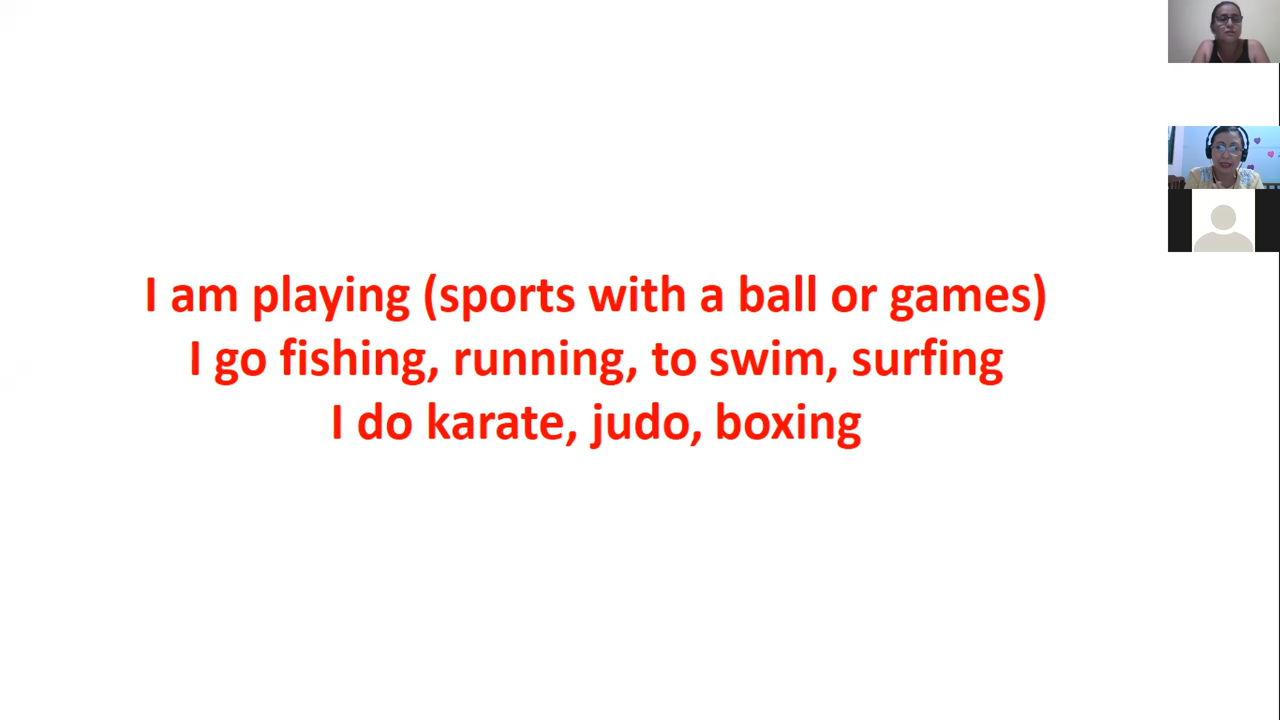 I am playing (sports with a ball or games)
I go fishing, running, to swim, surfing
I do karate, judo, boxing